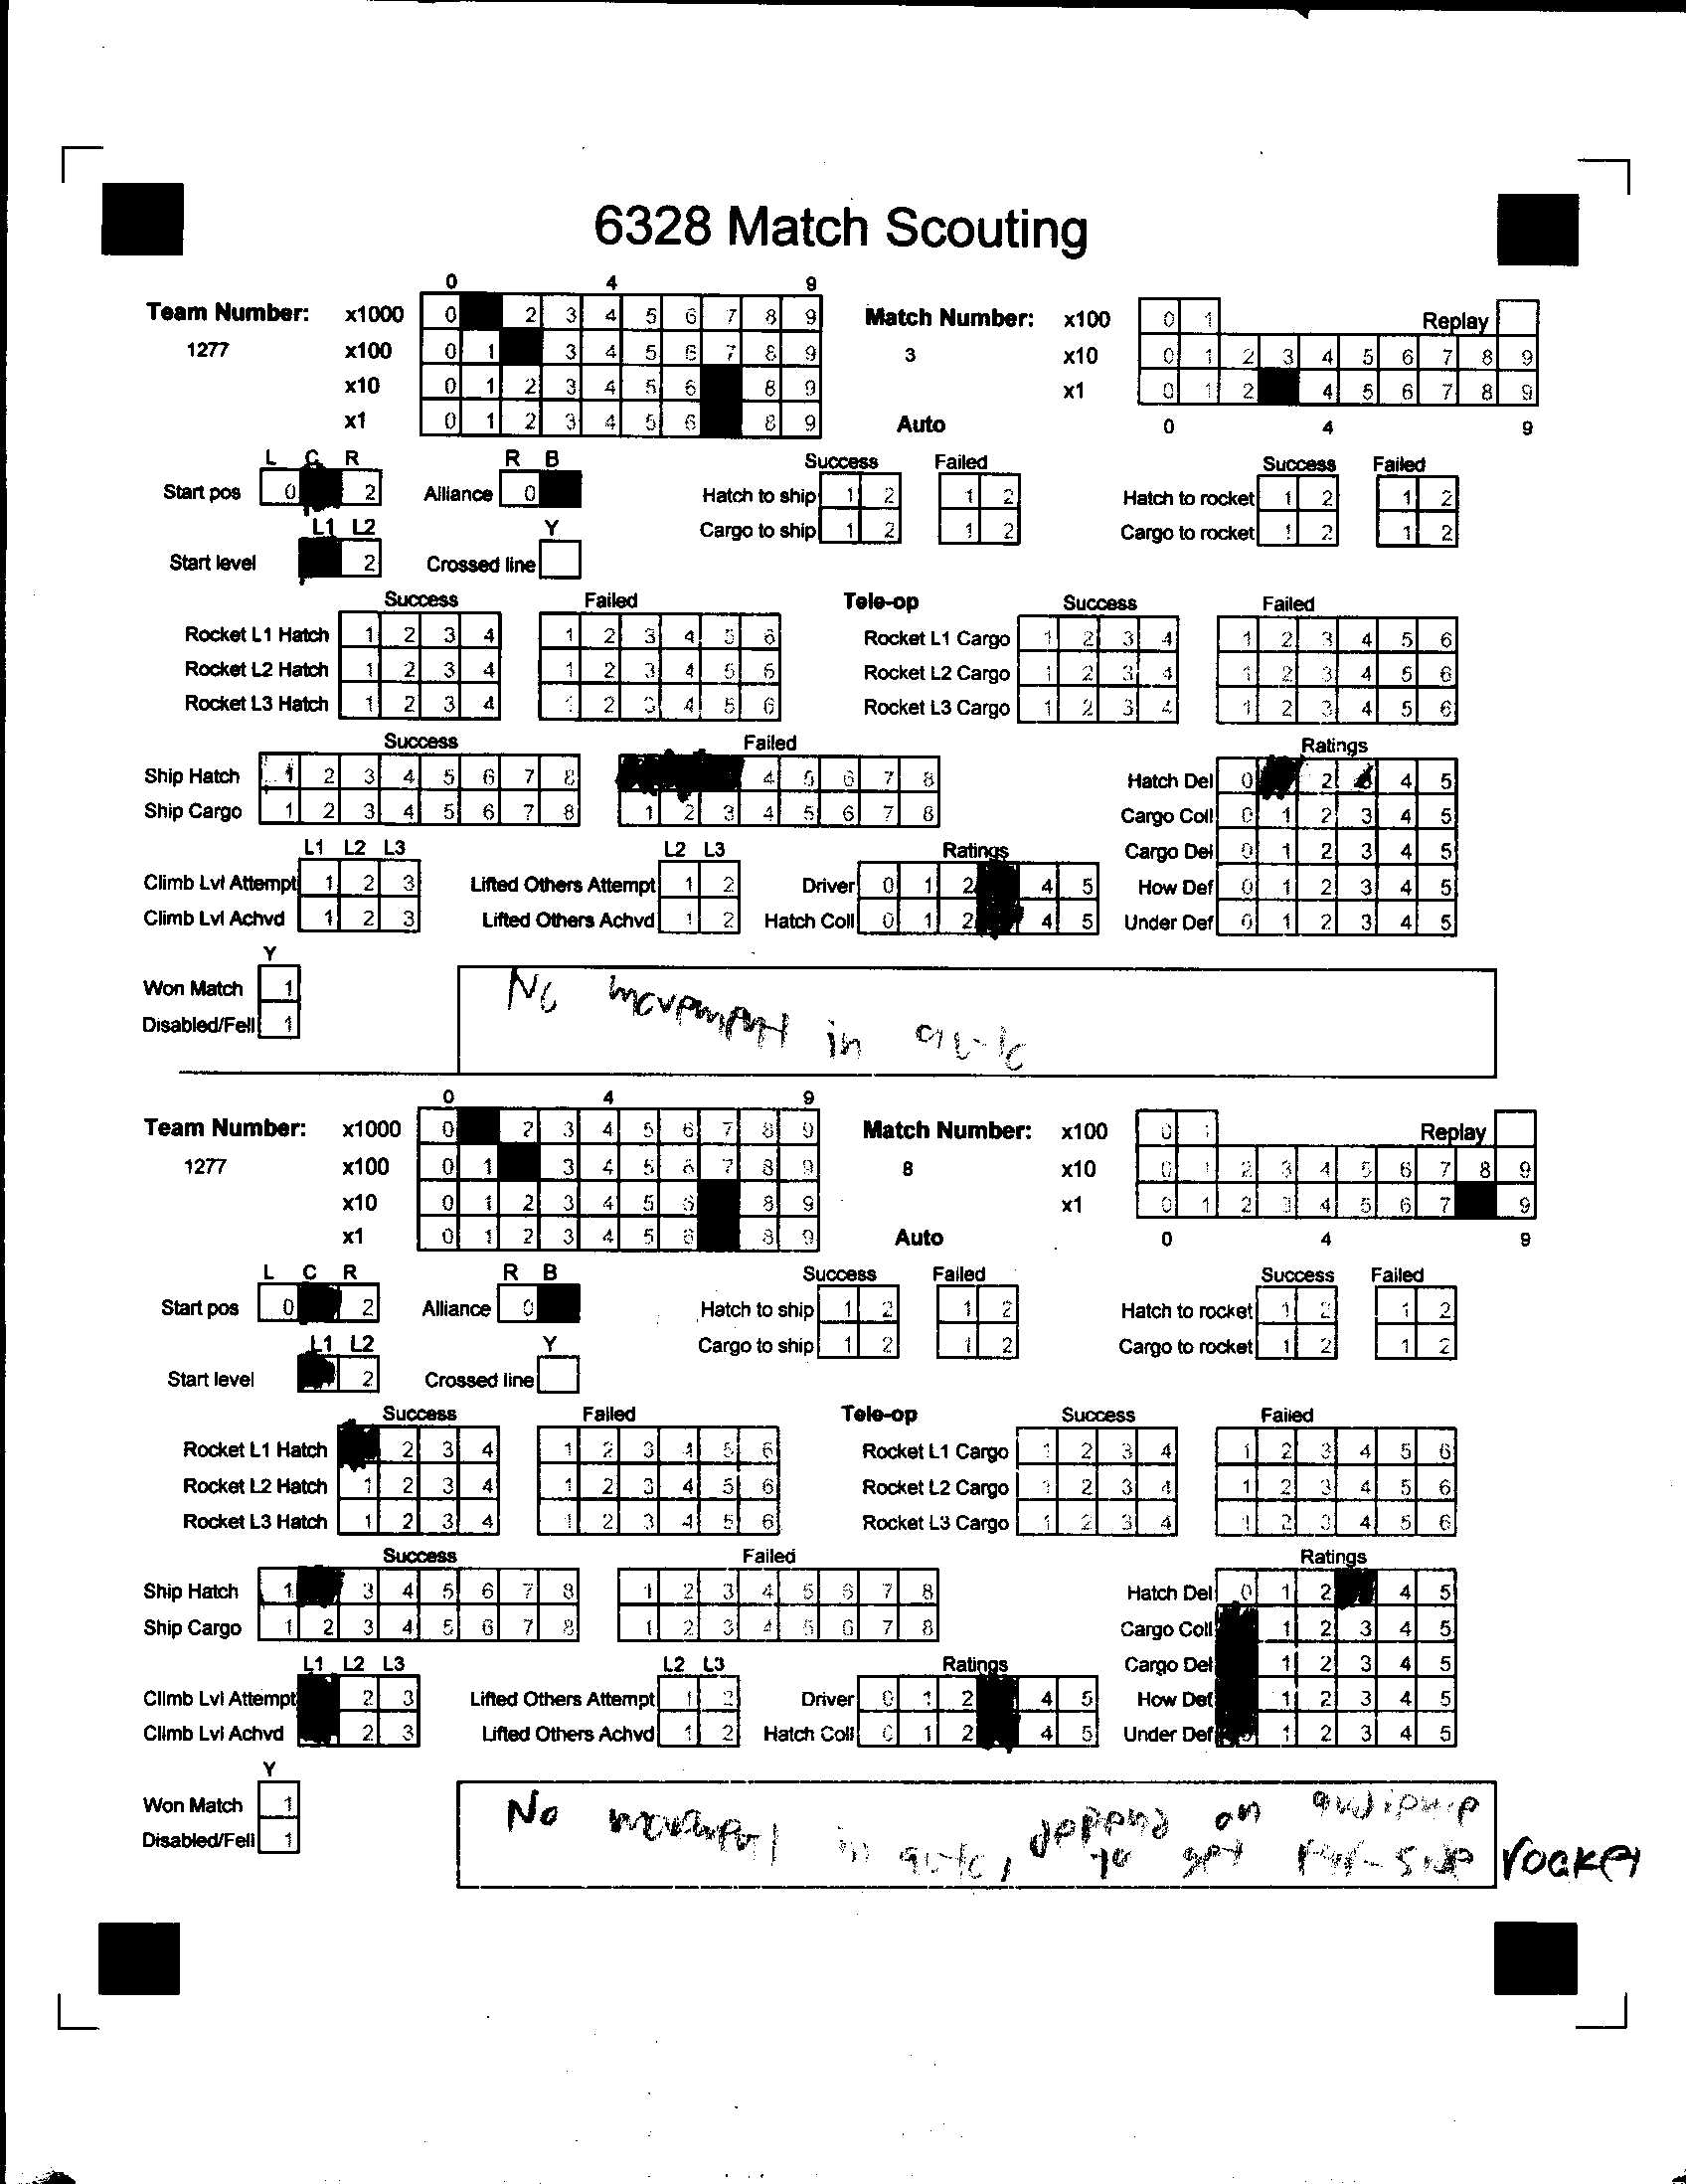 6328 Match Scouting
0 4 9
Team Number: x1000 0 2 3 4 5 6 7 8 9 Match Number: x100 0 1 Replay
1277 x100 0 1 3 4 5 6 7 8 9 3 x10 0 1 2 3 4 5 6 7 8 9
x10 0 1 2 3 4 5 6 8 9 x1 0 1 2 4 5 6 7 8 9
x1 0 1 2 3 4 5 6 8 9 Auto 0 4 9
L C R R B Success Failed Success Failed
Start pos 0 2 Alliance 0 Hatch to ship 1 2 1 2 Hatch to rocket 1 2 1 2
L1 L2 Y Cargo to ship 1 2 1 2 Cargo to rocket 1 2 1 2
Start level 2 Crossed line
Success Failed Tele-op Success Failed
Rocket L1 Hatch 1 2 3 4 1 2 3 4 5 6 Rocket L1 Cargo 1 2 3 4 1 2 3 4 5 6
Rocket L2 Hatch 1 2 3 4 1 2 3 4 5 6 Rocket L2 Cargo 1 2 3 4 1 2 3 4 5 6
Rocket L3 Hatch 1 2 3 4 1 2 3 4 5 6 Rocket L3 Cargo 1 2 3 4 1 2 3 4 5 6
Success Failed Ratings
Ship Hatch 1 2 3 4 5 6 7 8 4 5 6 7 8 Hatch Del 0 2 4 5
Ship Cargo 1 2 3 4 5 6 7 8 1 2 3 4 5 6 7 8 Cargo Coll 0 1 2 3 4 5
L1 L2 L3 L2 L3 Ratings Cargo Del 0 1 2 3 4 5
Climb Lvl Attempt 1 2 3 Lifted Others Attempt 1 2 Driver 0 1 2 4 5 How Def 0 1 2 3 4 5
Climb Lvl Achvd 1 2 3 Lifted Others Achvd 1 2 Hatch Coll 0 1 2 4 5 Under Def 0 1 2 3 4 5
Y
Won Match 1 No movement in auto
Disabled/Fell 1
0 4 9
Team Number: x1000 0 2 3 4 5 6 7 8 9 Match Number: x100 0 1 Replay
1277 x100 0 1 3 4 5 6 7 8 9 8 x10 0 1 2 3 4 5 6 7 8 9
x10 0 1 2 3 4 5 6 8 9 x1 0 1 2 3 4 5 6 7 9
x1 0 1 2 3 4 5 6 8 9 Auto 0 4 9
L C R R B Success Failed Success Failed
Start pos 0 2 Alliance 0 Hatch to ship 1 2 1 2 Hatch to rocket 1 2 1 2
L1 L2 Y Cargo to ship 1 2 1 2 Cargo to rocket 1 2 1 2
Start level 2 Crossed line
Success Failed Tele-op Success Failed
Rocket L1 Hatch 2 3 4 1 2 3 4 5 6 Rocket L1 Cargo 1 2 3 4 1 2 3 4 5 6
Rocket L2 Hatch 1 2 3 4 1 2 3 4 5 6 Rocket L2 Cargo 1 2 3 4 1 2 3 4 5 6
Rocket L3 Hatch 1 2 3 4 1 2 3 4 5 6 Rocket L3 Cargo 1 2 3 4 1 2 3 4 5 6
Success Failed Ratings
Ship Hatch 1 3 4 5 6 7 8 1 2 3 4 5 6 7 8 Hatch Del 0 1 2 4 5
Ship Cargo 1 2 3 4 5 6 7 8 1 2 3 4 5 6 7 8 Cargo Coll 1 2 3 4 5
L1 L2 L3 L2 L3 Ratings Cargo Del 1 2 3 4 5
Climb Lvl Attempt 2 3 Lifted Others Attempt 1 2 Driver 0 1 2 4 5 How Def 1 2 3 4 5
Climb Lvl Achvd 2 3 Lifted Others Achvd 1 2 Hatch Coll 0 1 2 4 5 Under Def 1 2 3 4 5
Y
Won Match 1 No movement in auto, depend on
Disabled/Fell 1 to get far-side rocket